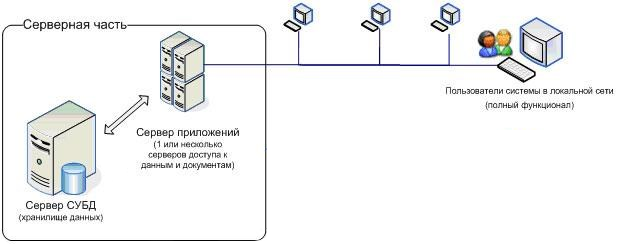 Серверная часть
Сервер приложений
(1 или несколько
серверов доступа к
данным и документам)
Сервер СУБД
(хранилище данных)
Пользователи системы в локальной сети
(полный функционал)